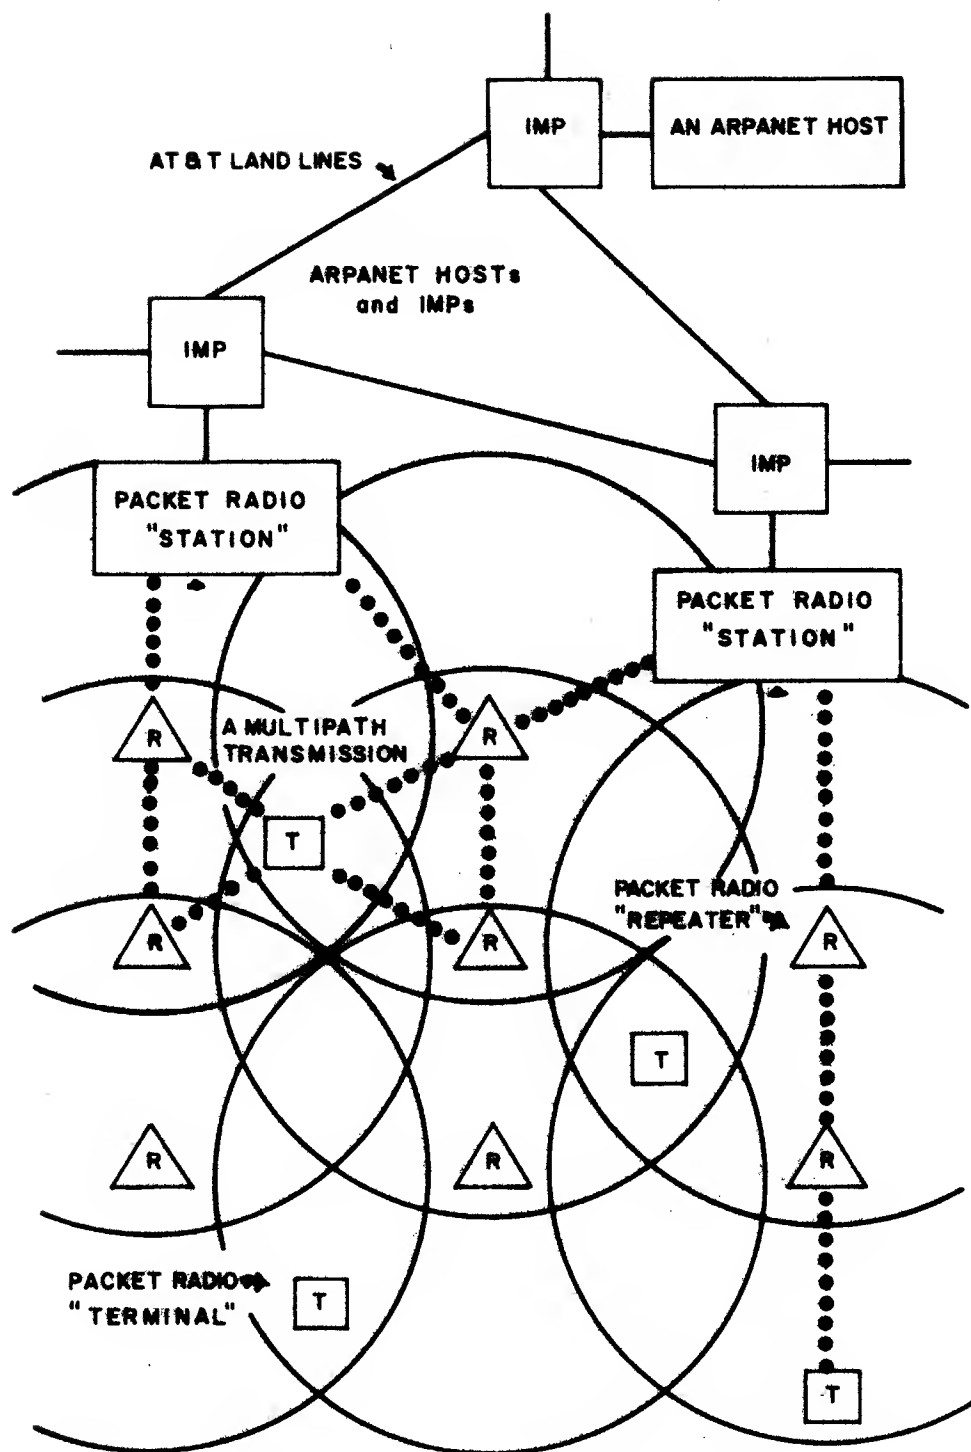 IMP
AN ARPANET HOST
AT&T LAND LINES
ARPANET HOSTs
and IMPs
IMP
IMP
PACKET RADIO
"STATION"
PACKET RADIO
"STATION"
R
A MULTIPATH
TRANSMISSION
R
T
PACKET RADIO
"REPEATER"
R
R
R
T
R
R
R
PACKET RADIO
"TERMINAL"
T
T